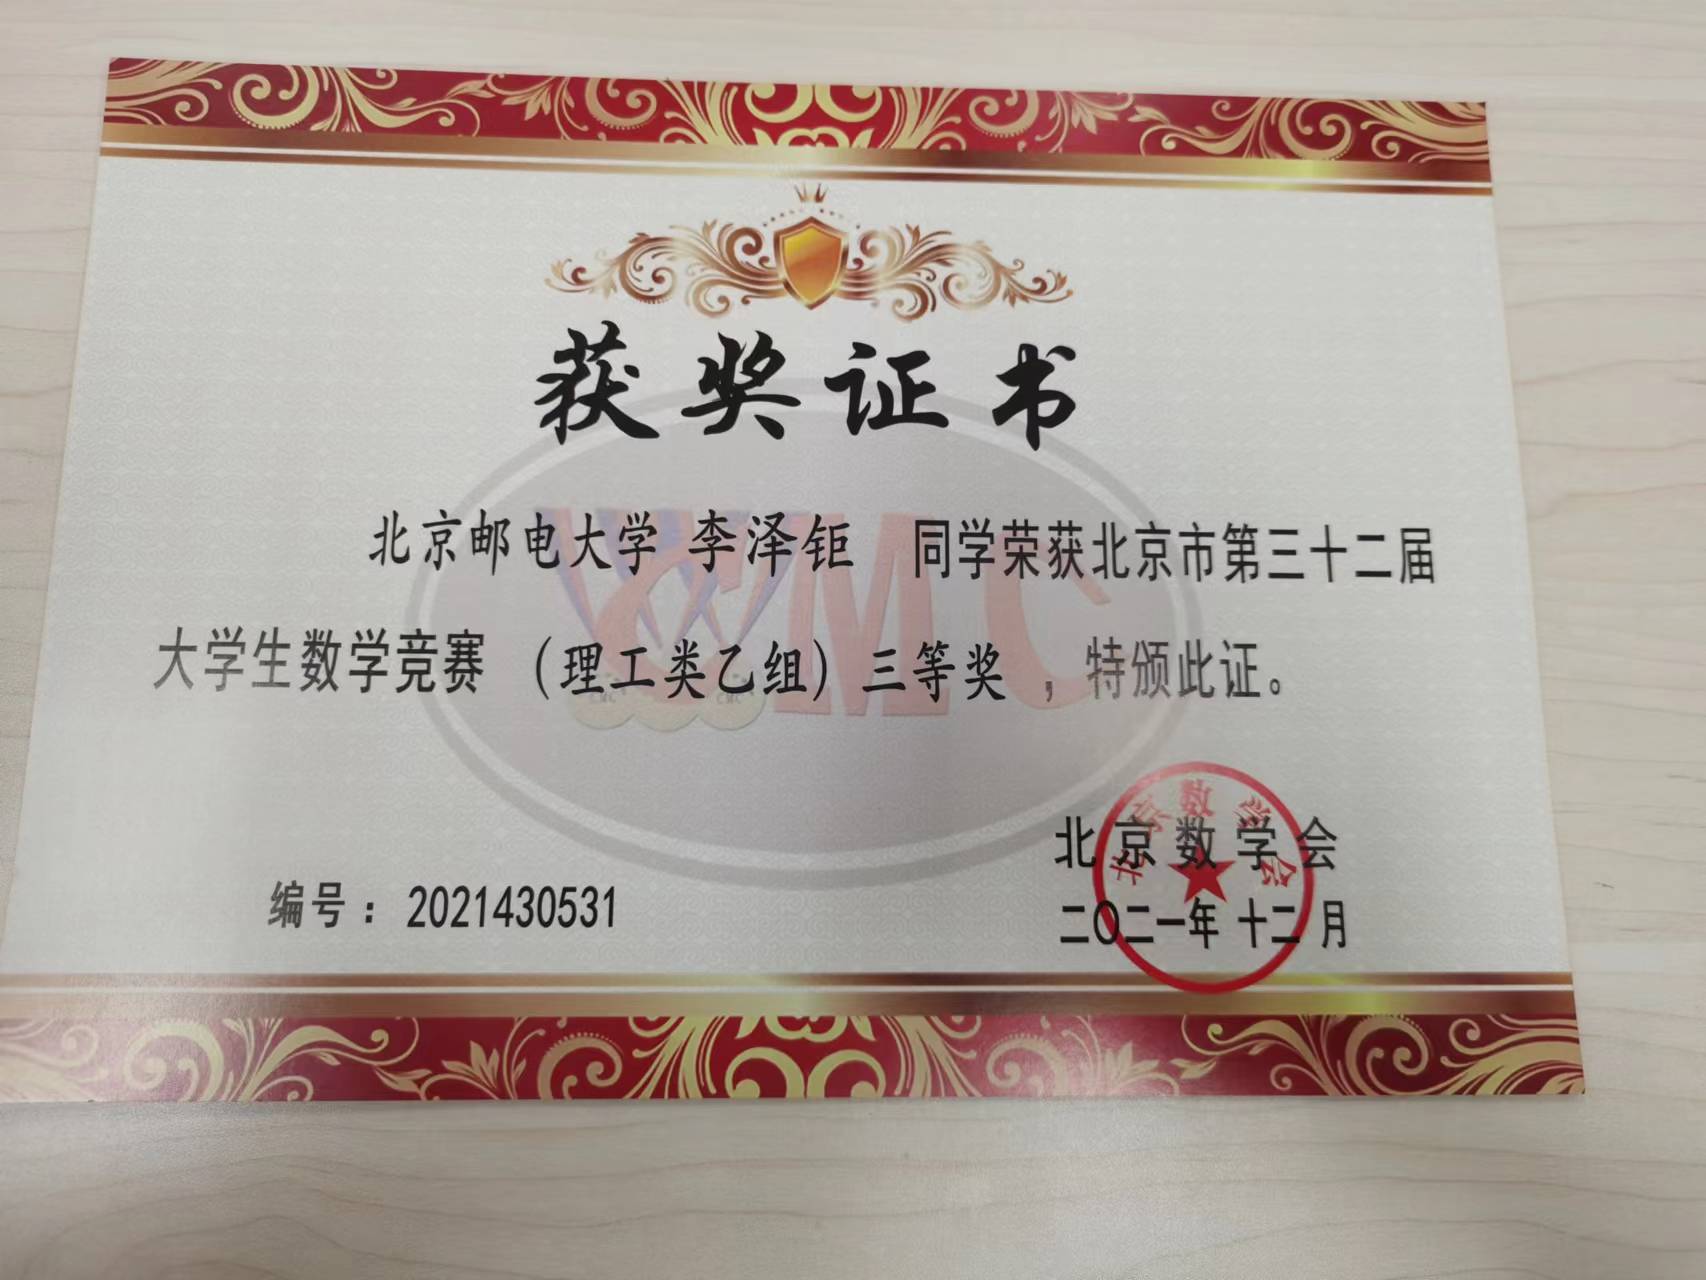 获奖证书
北京邮电大学 李泽钜 同学荣获北京市第三十二届
大学生数学竞赛 (理工类乙组) 三等奖 ，特颁此证。
CMC
CMC CMC
北京数学会
北京数学会
编号：2021430531
二〇二一年 十二月